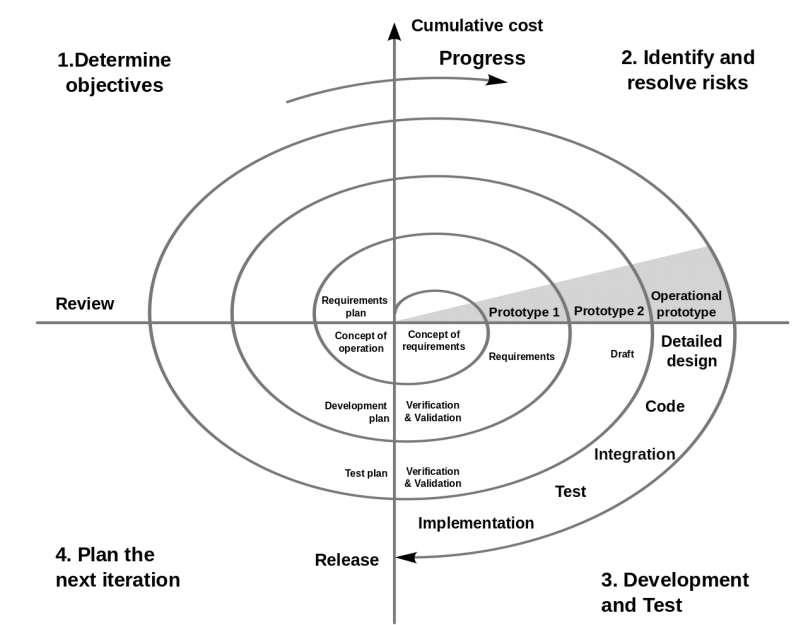 Cumulative cost
Progress
1.Determine
objectives
2. Identify and
resolve risks
Review
Requirements
plan
Prototype 1
Prototype 2
Operational
prototype
Concept of
operation
Concept of
requirements
Requirements
Draft
Detailed
design
Development
plan
Verification
& Validation
Code
Test plan
Verification
& Validation
Integration
Test
Implementation
Release
4. Plan the
next iteration
3. Development
and Test